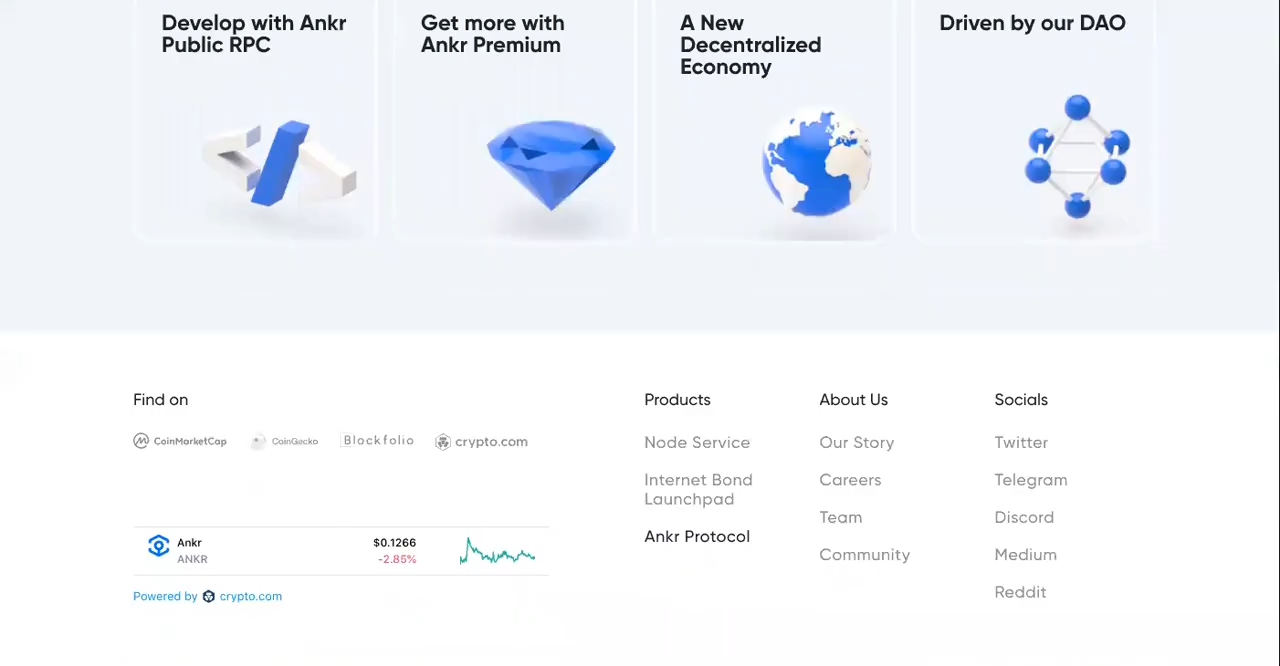 Develop with Ankr
Public RPC
Get more with
Ankr Premium
A New
Decentralized
Economy
Driven by our DAO
Find on
CoinMarketCap
CoinGecko
Blockfolio
crypto.com
Ankr
ANKR
$0.1266
-2.85%
Powered by crypto.com
Products
Node Service
Internet Bond
Launchpad
Ankr Protocol
About Us
Our Story
Careers
Team
Community
Socials
Twitter
Telegram
Discord
Medium
Reddit